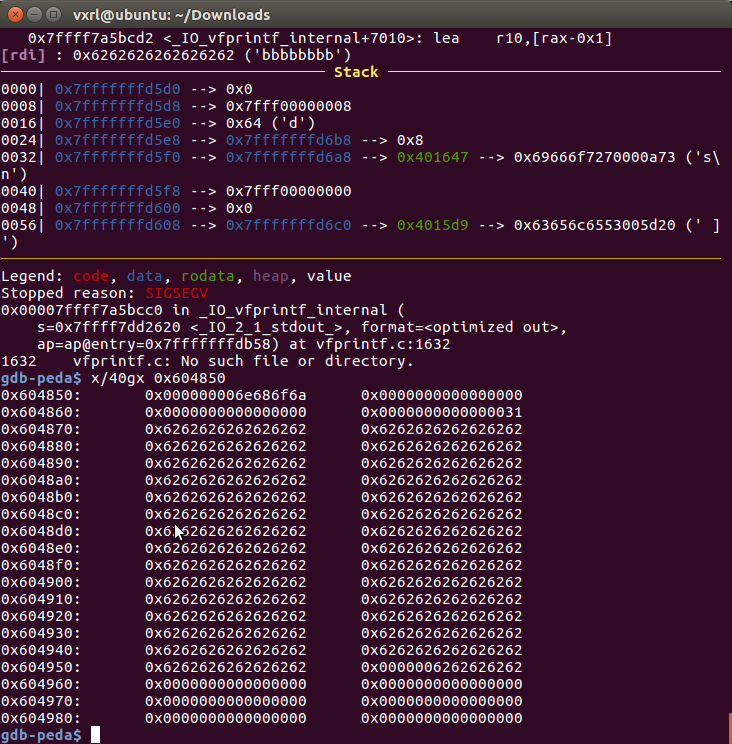 vxrl@ubuntu: ~/Downloads
   0x7ffff7a5bcd2 <_IO_vfprintf_internal+7010>: lea    r10,[rax-0x1]
[rdi] : 0x6262626262626262 ('bbbbbbbb')
Stack
0000| 0x7fffffffd5d0 --> 0x0
0008| 0x7fffffffd5d8 --> 0x7fff00000008
0016| 0x7fffffffd5e0 --> 0x64 ('d')
0024| 0x7fffffffd5e8 --> 0x7fffffffd6b8 --> 0x8
0032| 0x7fffffffd5f0 --> 0x7fffffffd6a8 --> 0x401647 --> 0x69666f7270000a73 ('s\
n')
0040| 0x7fffffffd5f8 --> 0x7fff00000000
0048| 0x7fffffffd600 --> 0x0
0056| 0x7fffffffd608 --> 0x7fffffffd6c0 --> 0x4015d9 --> 0x63656c6553005d20 (' ]
')
Legend: code, data, rodata, heap, value
Stopped reason: SIGSEGV
0x00007ffff7a5bcc0 in _IO_vfprintf_internal (
    s=0x7ffff7dd2620 <_IO_2_1_stdout_>, format=<optimized out>,
    ap=ap@entry=0x7fffffffdb58) at vfprintf.c:1632
1632    vfprintf.c: No such file or directory.
gdb-peda$ x/40gx 0x604850
0x604850:       0x000000006e686f6a      0x0000000000000000
0x604860:       0x0000000000000000      0x0000000000000031
0x604870:       0x6262626262626262      0x6262626262626262
0x604880:       0x6262626262626262      0x6262626262626262
0x604890:       0x6262626262626262      0x6262626262626262
0x6048a0:       0x6262626262626262      0x6262626262626262
0x6048b0:       0x6262626262626262      0x6262626262626262
0x6048c0:       0x6262626262626262      0x6262626262626262
0x6048d0:       0x6262626262626262      0x6262626262626262
0x6048e0:       0x6262626262626262      0x6262626262626262
0x6048f0:       0x6262626262626262      0x6262626262626262
0x604900:       0x6262626262626262      0x6262626262626262
0x604910:       0x6262626262626262      0x6262626262626262
0x604920:       0x6262626262626262      0x6262626262626262
0x604930:       0x6262626262626262      0x6262626262626262
0x604940:       0x6262626262626262      0x6262626262626262
0x604950:       0x6262626262626262      0x0000006262626262
0x604960:       0x0000000000000000      0x0000000000000000
0x604970:       0x0000000000000000      0x0000000000000000
0x604980:       0x0000000000000000      0x0000000000000000
gdb-peda$